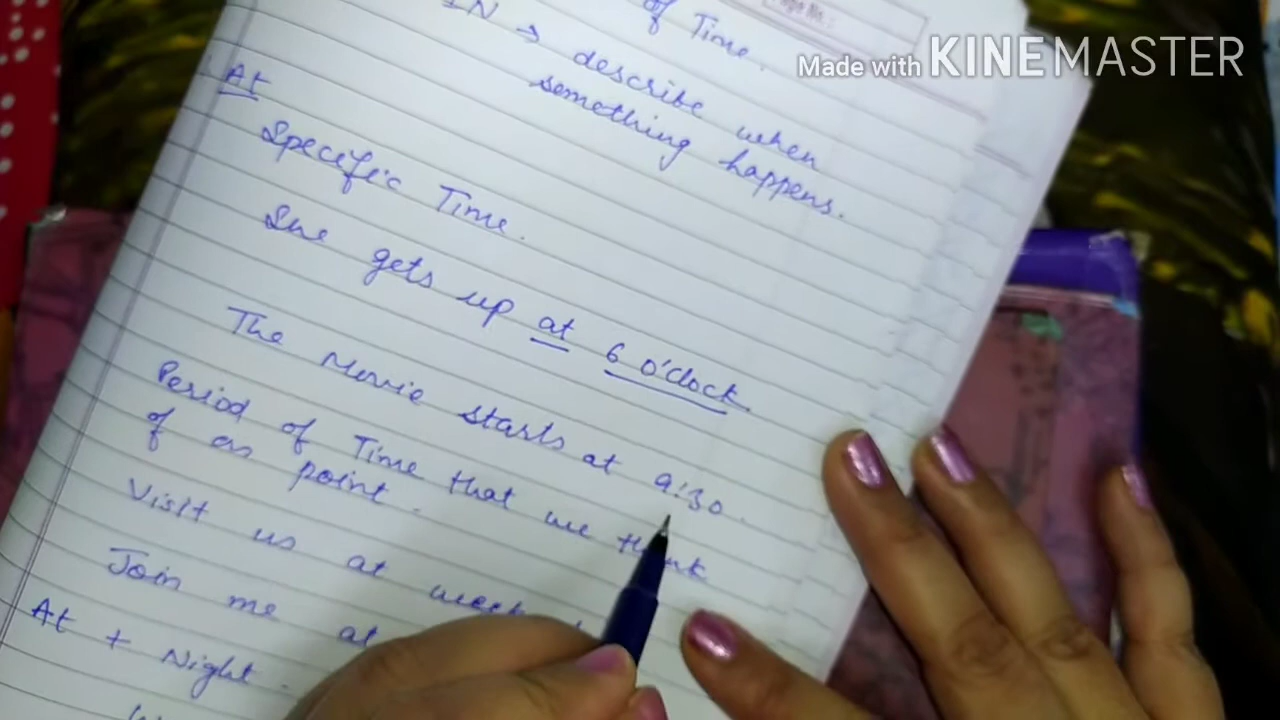 of Time.
Made with KINEMASTER
IN → describe when
something happens.
At
Specific Time.
She gets up at 6 o'clock.
The Movie starts at 9:30.
Period of Time that we think
of as point.
Visit us at
Join me at
At + Night.